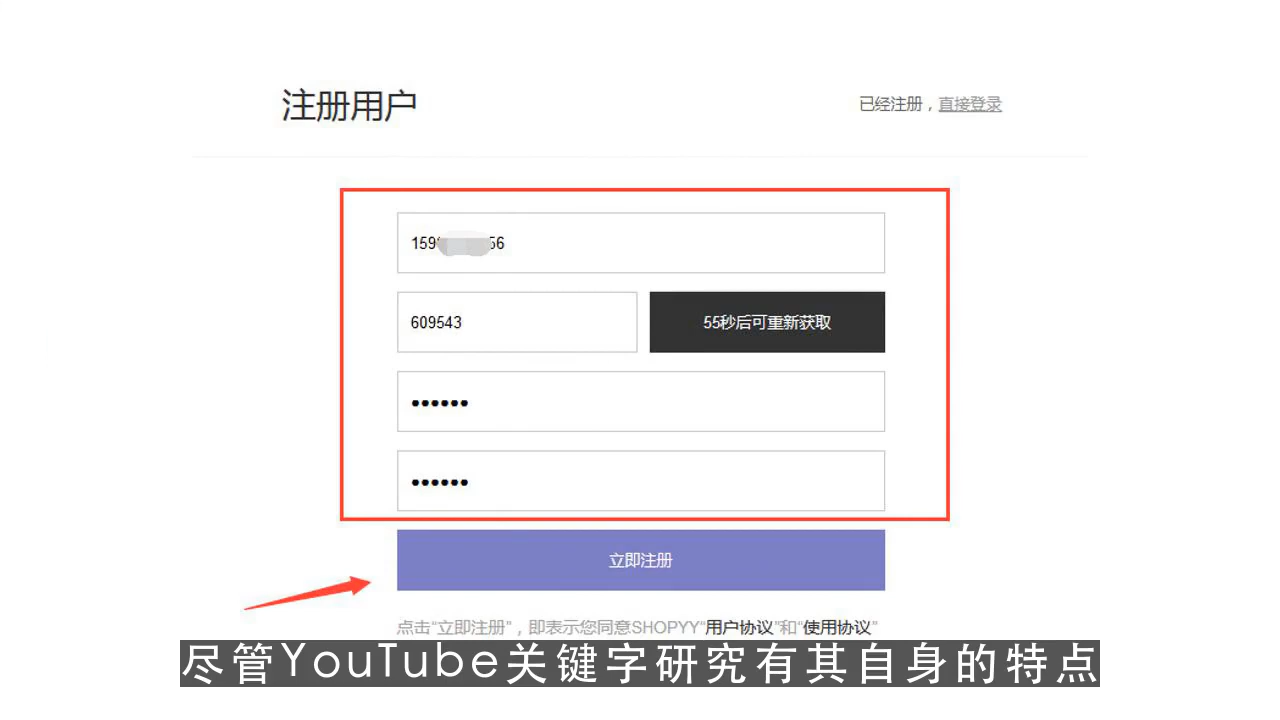 注册用户
已经注册，直接登录
159 56
609543
55秒后可重新获取
••••••
••••••
立即注册
点击“立即注册”，即表示您同意SHOPYY“用户协议”和“使用协议”
尽管YouTube关键字研究有其自身的特点